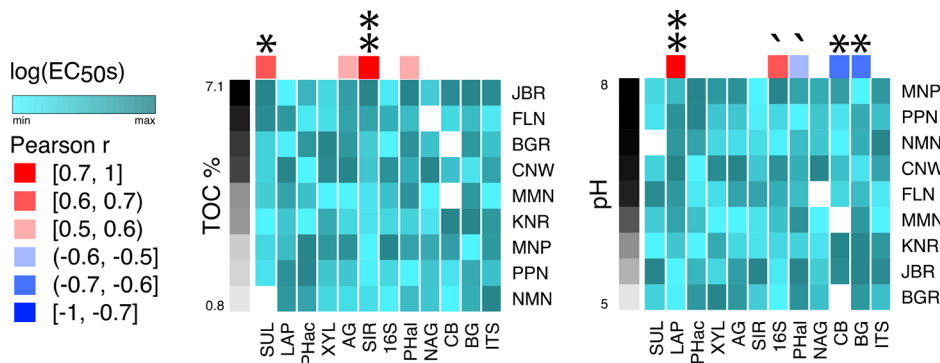 log(EC50s)
min max
Pearson r
[0.7, 1]
[0.6, 0.7)
[0.5, 0.6)
(-0.6, -0.5]
(-0.7, -0.6]
[-1, -0.7]
* **
7.1
0.8
TOC %
JBR
FLN
BGR
CNW
MMN
KNR
MNP
PPN
NMN
SUL LAP PHac XYL AG SIR 16S PHal NAG CB BG ITS
** ` ` * *
8
5
pH
MNP
PPN
NMN
CNW
FLN
MMN
KNR
JBR
BGR
SUL LAP PHac XYL AG SIR 16S PHal NAG CB BG ITS